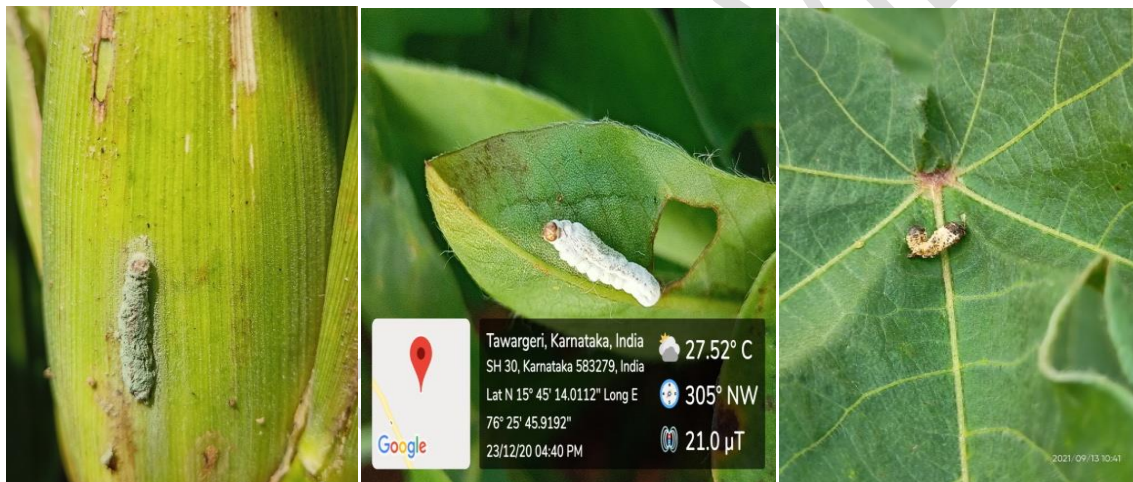 Tawargeri, Karnataka, India
SH 30, Karnataka 583279, India
Lat N 15° 45' 14.0112" Long E
76° 25' 45.9192"
23/12/20 04:40 PM
27.52° C
305° NW
21.0 µT
Google
2021/09/13 10:41